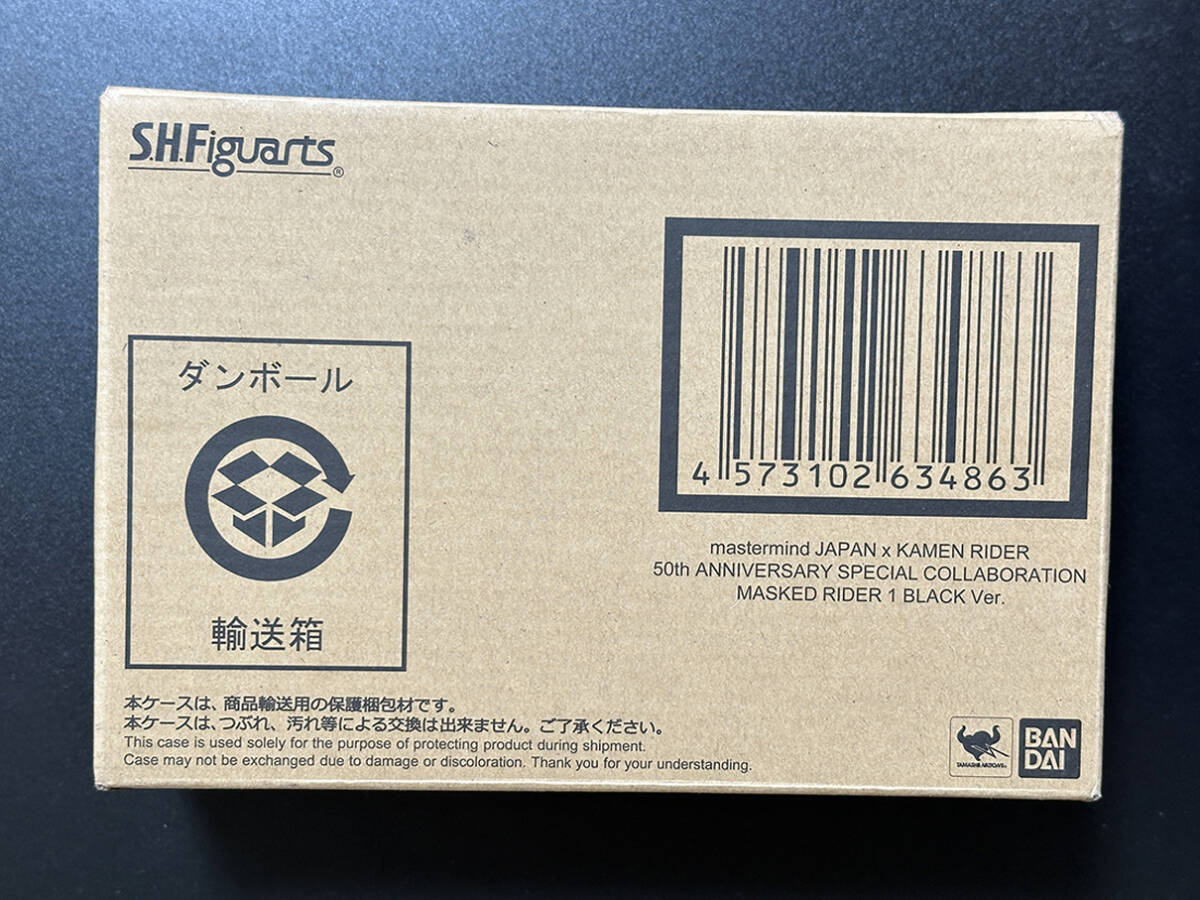 S.H.Figuarts®
4 573102 634863
mastermind JAPAN x KAMEN RIDER
50th ANNIVERSARY SPECIAL COLLABORATION
MASKED RIDER 1 BLACK Ver.
ダンボール
輸送箱
本ケースは、商品輸送用の保護梱包材です。
本ケースは、つぶれ、汚れ等による交換は出来ません。ご了承ください。
This case is used solely for the purpose of protecting product during shipment.
Case may not be exchanged due to damage or discoloration. Thank you for your understanding.
TAMASHII NATIONS
BAN
DAI